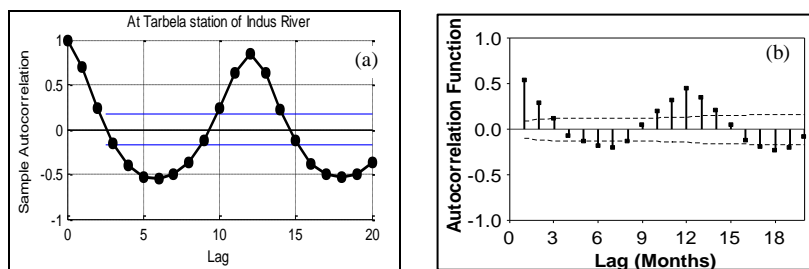 At Tarbela station of Indus River
(a)
Sample Autocorrelation
1
0.5
0
-0.5
-1
0 5 10 15 20
Lag
(b)
Autocorrelation Function
1.0
0.5
0.0
-0.5
-1.0
0 3 6 9 12 15 18
Lag (Months)